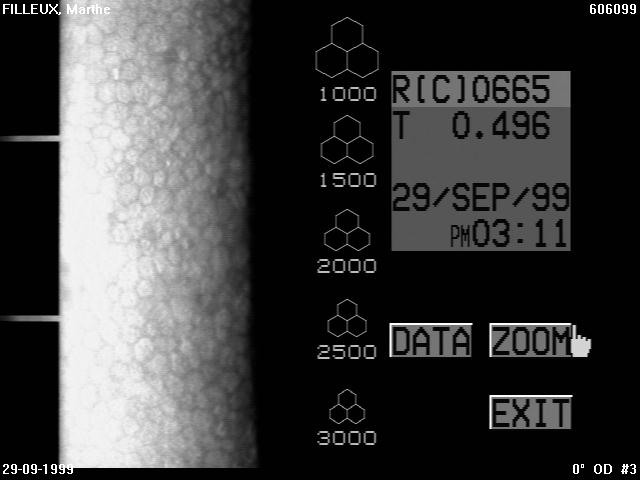 FILLEUX, Marthe
606099
1000
R[C]0665
T 0.496
1500
29/SEP/99
PM03:11
2000
2500
DATA ZOOM
EXIT
3000
29-09-1999
0° OD #3